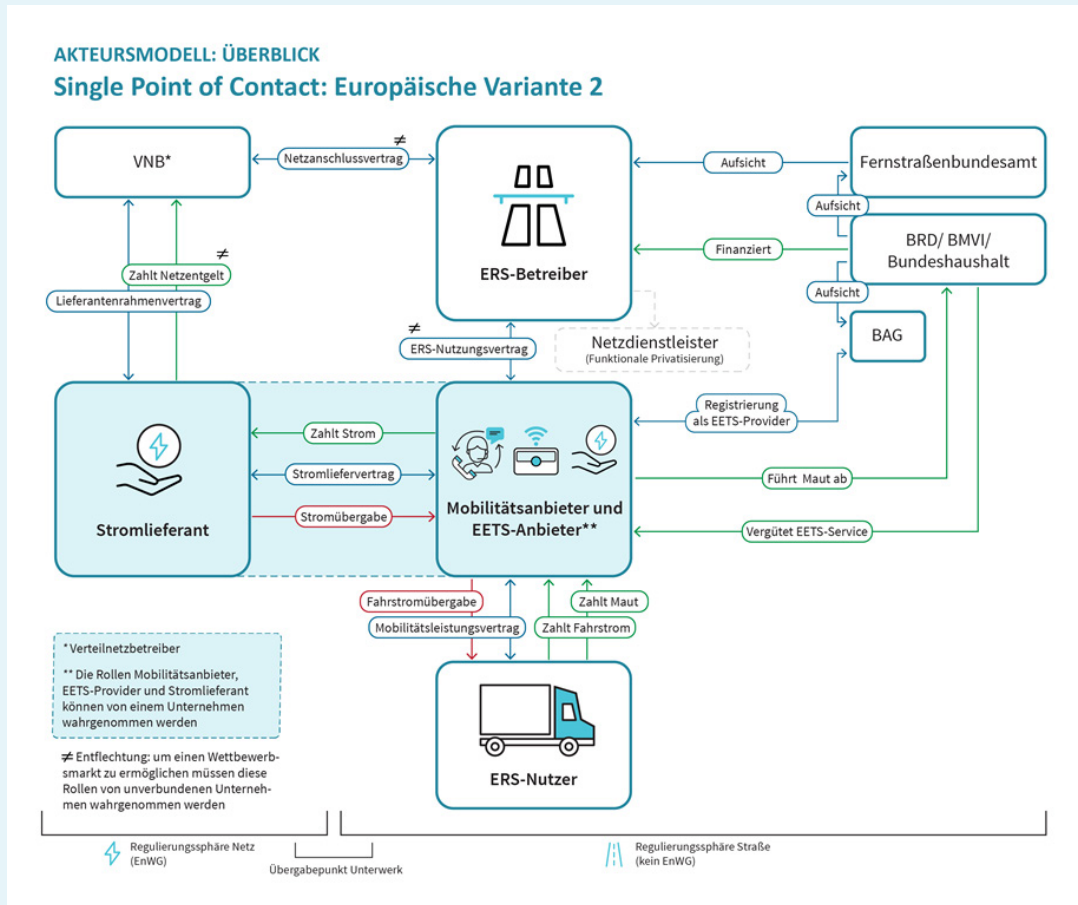 AKTEURSMODELL: ÜBERBLICK
Single Point of Contact: Europäische Variante 2
VNB*
≠
Netzanschlussvertrag
ERS-Betreiber
Aufsicht
Fernstraßenbundesamt
Aufsicht
Finanziert
BRD/ BMVI/
Bundeshaushalt
≠
Zahlt Netzentgelt
Lieferantenrahmenvertrag
Aufsicht
BAG
≠
ERS-Nutzungsvertrag
Netzdienstleister
(Funktionale Privatisierung)
Registrierung
als EETS-Provider
Zahlt Strom
Stromliefervertrag
Stromübergabe
Stromlieferant
Mobilitätsanbieter und
EETS-Anbieter**
Führt Maut ab
Vergütet EETS-Service
Fahrstromübergabe
Mobilitätsleistungsvertrag
Zahlt Maut
Zahlt Fahrstrom
ERS-Nutzer
* Verteilnetzbetreiber
** Die Rollen Mobilitätsanbieter,
EETS-Provider und Stromlieferant
können von einem Unternehmen
wahrgenommen werden
≠ Entflechtung: um einen Wettbewerb-
smarkt zu ermöglichen müssen diese
Rollen von unverbundenen Unterneh-
men wahrgenommen werden
Regulierungssphäre Netz
(EnWG)
Übergabepunkt Unterwerk
Regulierungssphäre Straße
(kein EnWG)